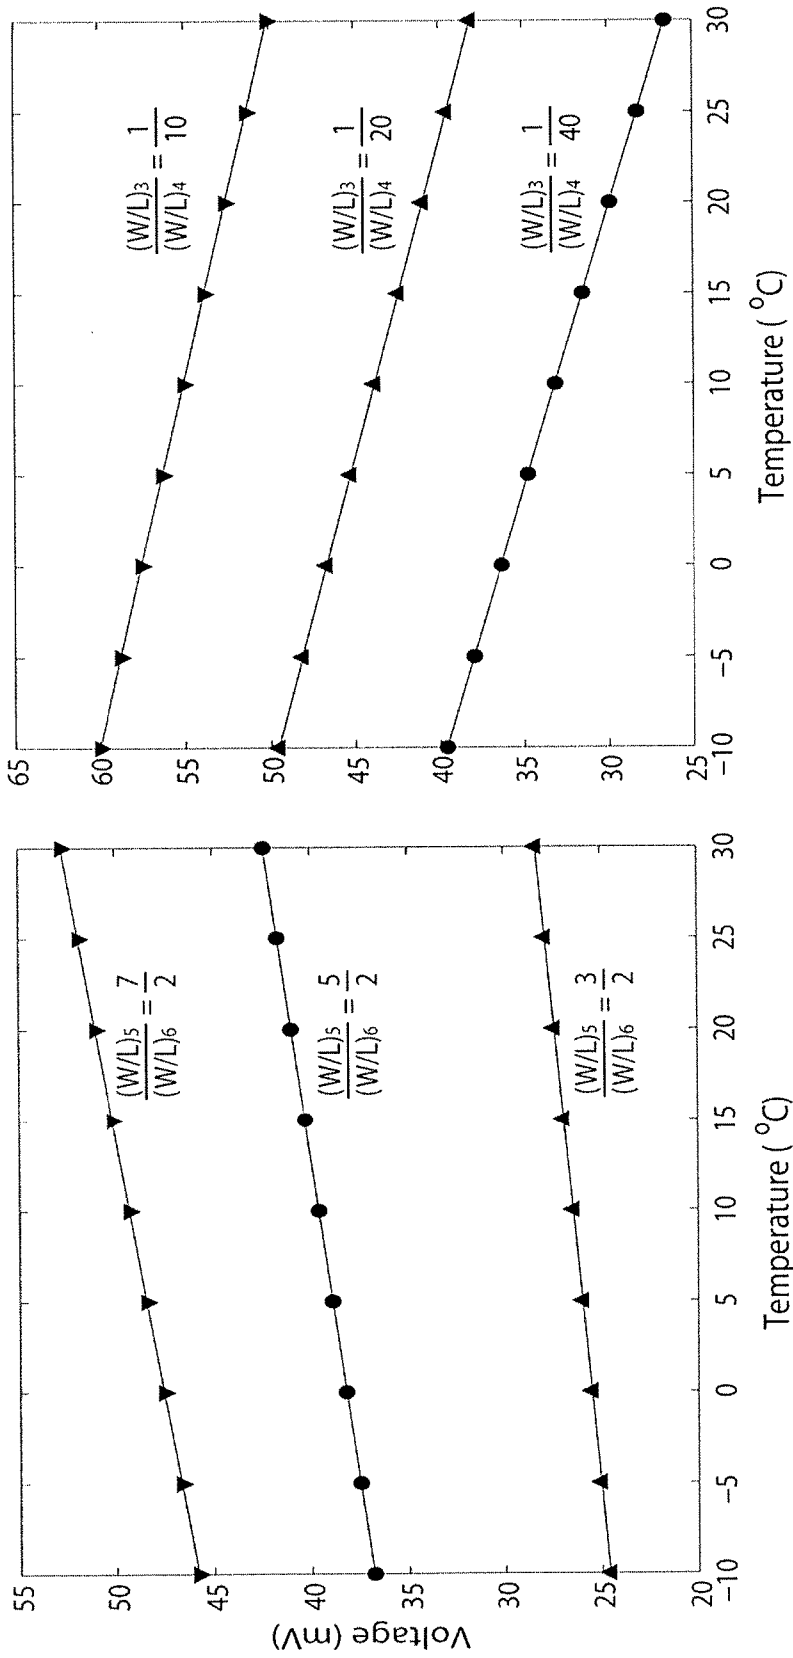 55
50
45
40
35
30
25
20
Voltage (mV)
(W/L)5 / (W/L)6 = 7/2
(W/L)5 / (W/L)6 = 5/2
(W/L)5 / (W/L)6 = 3/2
−10 −5 0 5 10 15 20 25 30
Temperature ( °C)
65
60
55
50
45
40
35
30
25
(W/L)3 / (W/L)4 = 1/10
(W/L)3 / (W/L)4 = 1/20
(W/L)3 / (W/L)4 = 1/40
−10 −5 0 5 10 15 20 25 30
Temperature ( °C)